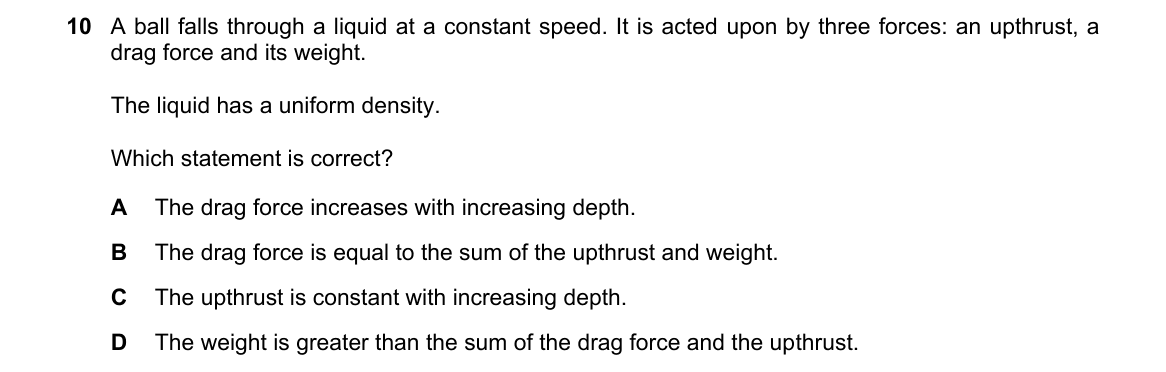 10 A ball falls through a liquid at a constant speed. It is acted upon by three forces: an upthrust, a
drag force and its weight.
The liquid has a uniform density.
Which statement is correct?
A The drag force increases with increasing depth.
B The drag force is equal to the sum of the upthrust and weight.
C The upthrust is constant with increasing depth.
D The weight is greater than the sum of the drag force and the upthrust.